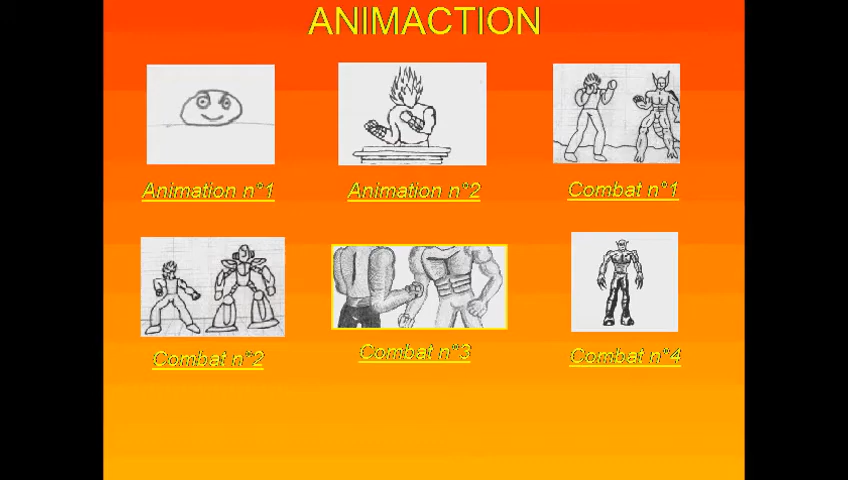 ANIMACTION
Animation n°1
Animation n°2
Combat n°1
Combat n°2
Combat n°3
Combat n°4